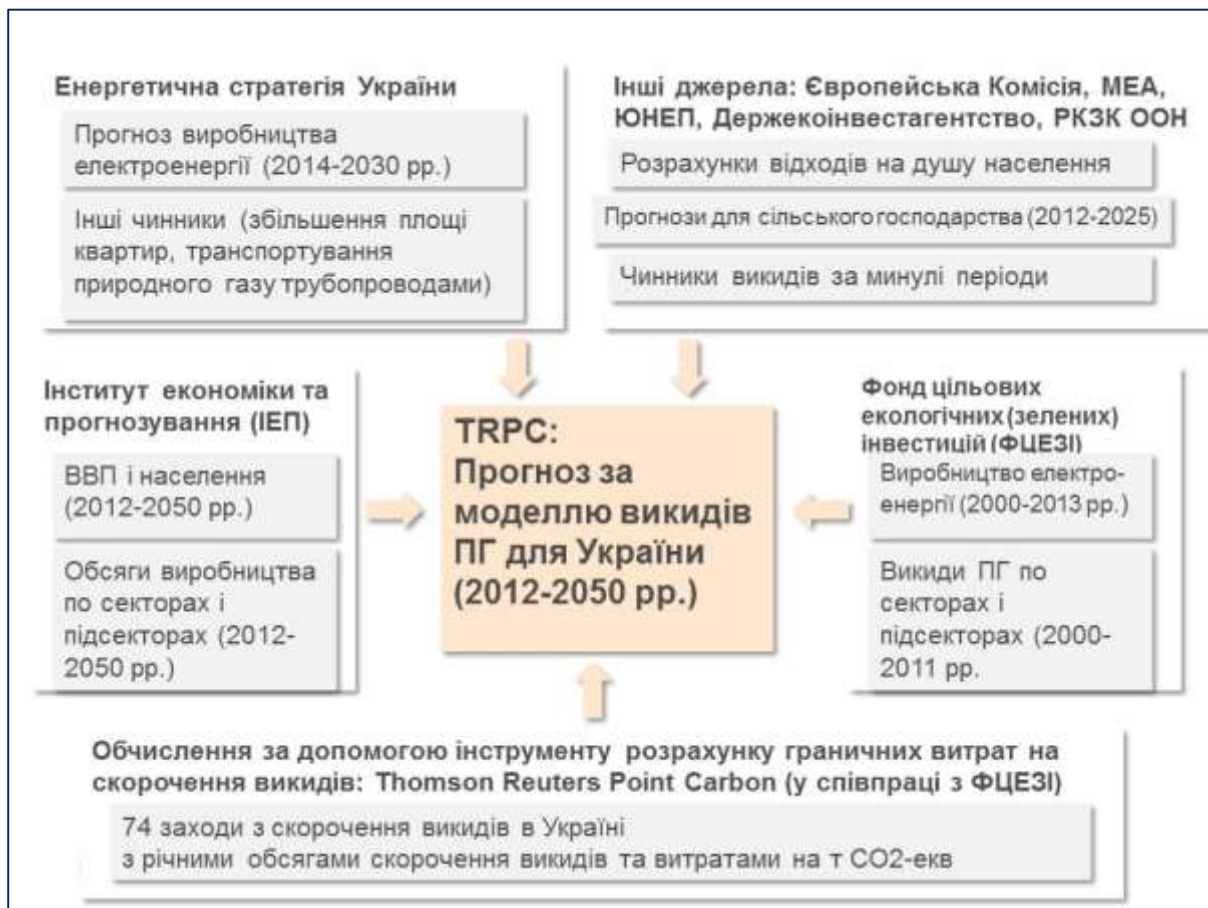 Енергетична стратегія України
Прогноз виробництва
електроенергії (2014-2030 рр.)
Інші чинники (збільшення площі
квартир, транспортування
природного газу трубопроводами)
Інші джерела: Європейська Комісія, МЕА,
ЮНЕП, Держекоінвестагентство, РКЗК ООН
Розрахунки відходів на душу населення
Прогнози для сільського господарства (2012-2025)
Чинники викидів за минулі періоди
Інститут економіки та
прогнозування (ІЕП)
ВВП і населення
(2012-2050 рр.)
Обсяги виробництва
по секторах і
підсекторах (2012-
2050 рр.)
TRPC:
Прогноз за
моделлю викидів
ПГ для України
(2012-2050 рр.)
Фонд цільових
екологічних (зелених)
інвестицій (ФЦЕЗІ)
Виробництво електро-
енергії (2000-2013 рр.)
Викиди ПГ по
секторах і
підсекторах (2000-
2011 рр.
Обчислення за допомогою інструменту розрахунку граничних витрат на
скорочення викидів: Thomson Reuters Point Carbon (у співпраці з ФЦЕЗІ)
74 заходи з скорочення викидів в Україні
з річними обсягами скорочення викидів та витратами на т СО2-екв